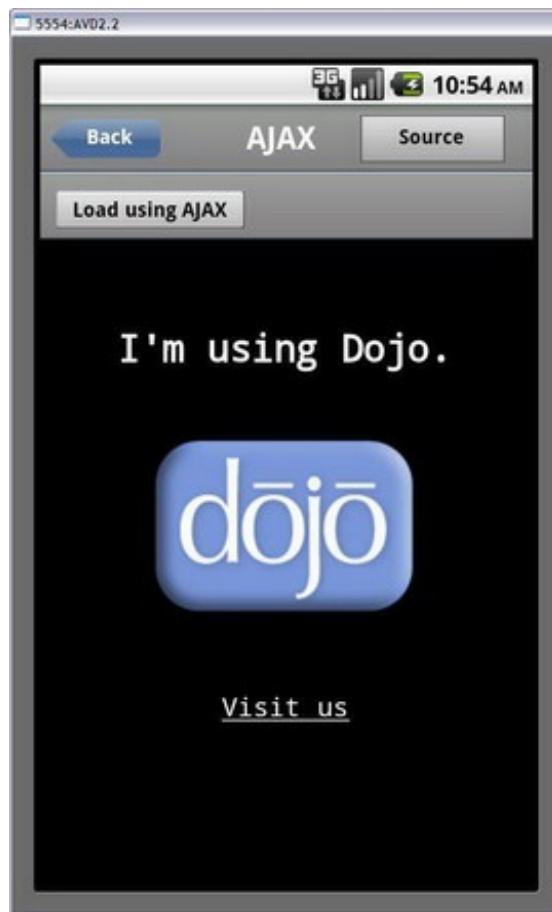 5554:AVD2.2
3G 10:54 AM
Back AJAX Source
Load using AJAX
I'm using Dojo.
dōjō
Visit us